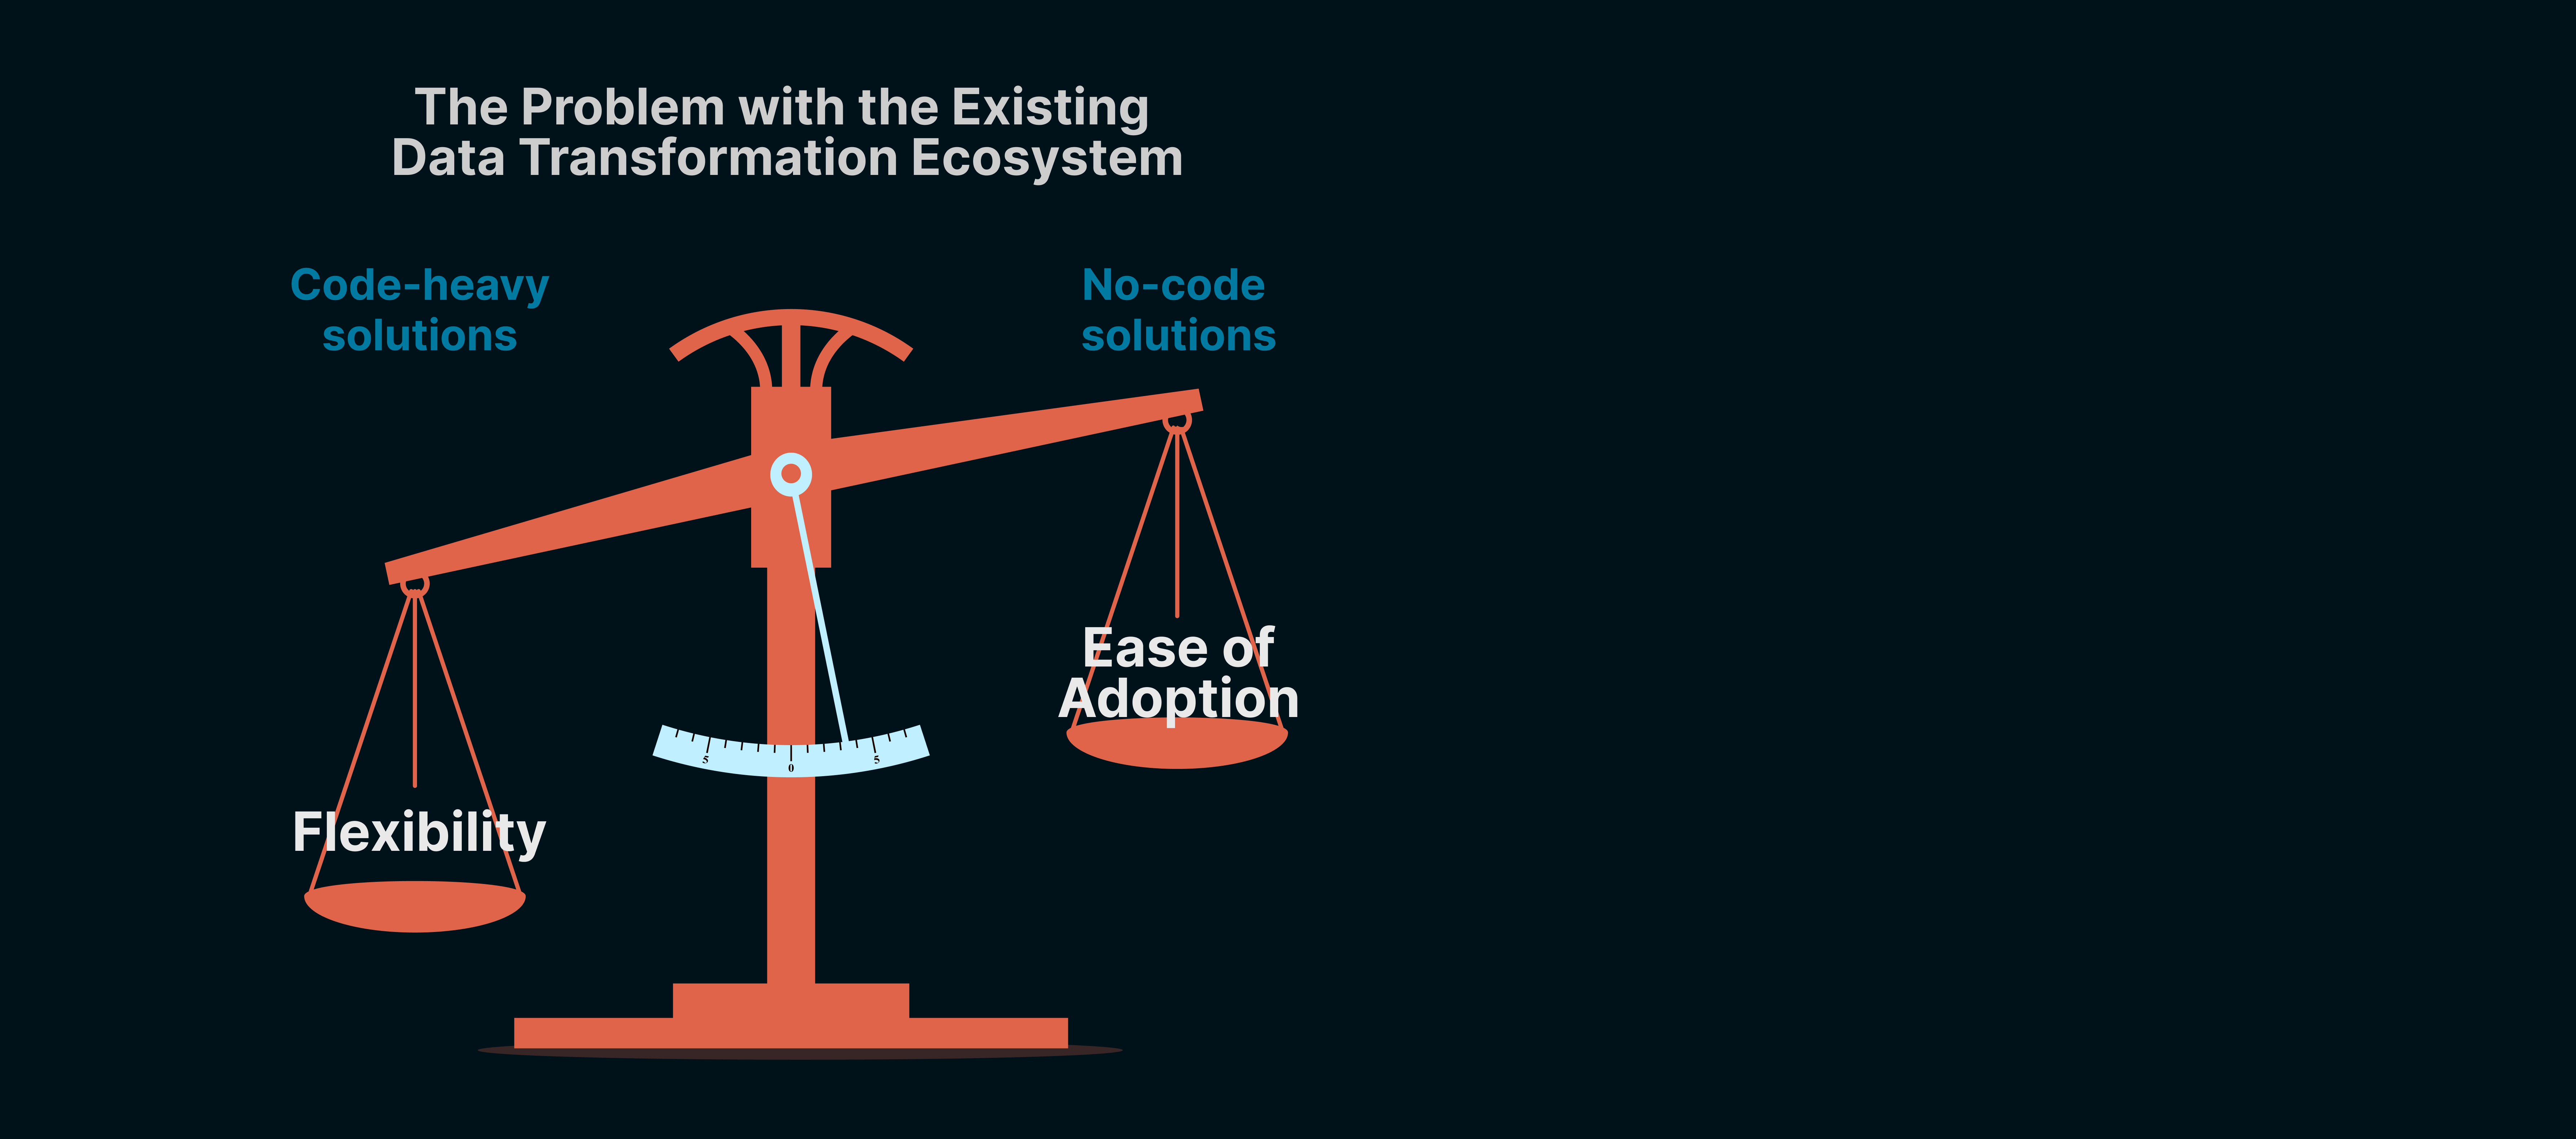 The Problem with the Existing
Data Transformation Ecosystem
Code-heavy
solutions
No-code
solutions
Ease of
Adoption
Flexibility
5
0
5